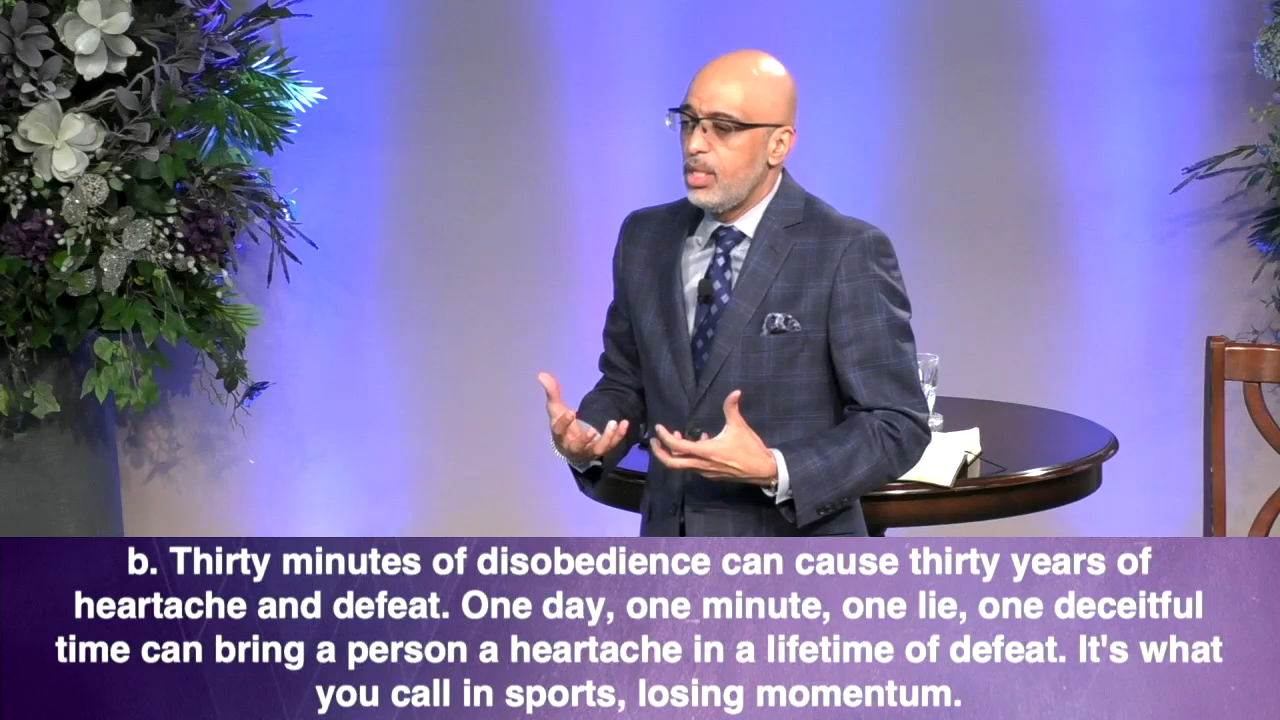 b. Thirty minutes of disobedience can cause thirty years of
heartache and defeat. One day, one minute, one lie, one deceitful
time can bring a person a heartache in a lifetime of defeat. It's what
you call in sports, losing momentum.